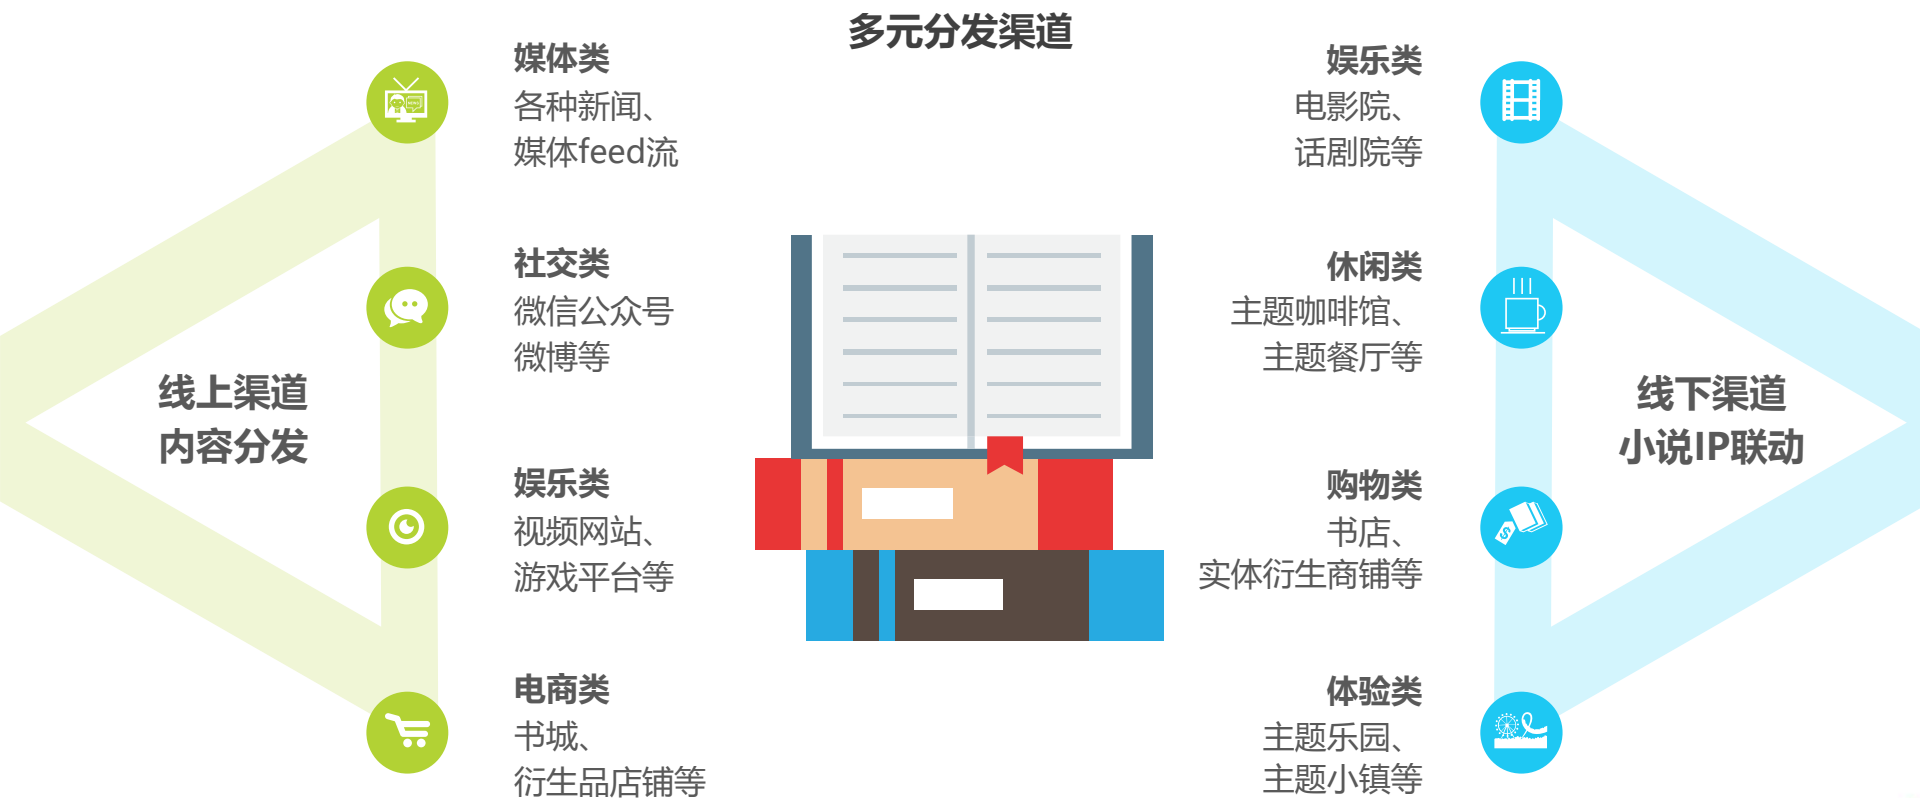 多元分发渠道
线上渠道
内容分发
媒体类
各种新闻、
媒体feed流
社交类
微信公众号
微博等
娱乐类
视频网站、
游戏平台等
电商类
书城、
衍生品店铺等
娱乐类
电影院、
话剧院等
休闲类
主题咖啡馆、
主题餐厅等
购物类
书店、
实体衍生商铺等
体验类
主题乐园、
主题小镇等
线下渠道
小说IP联动